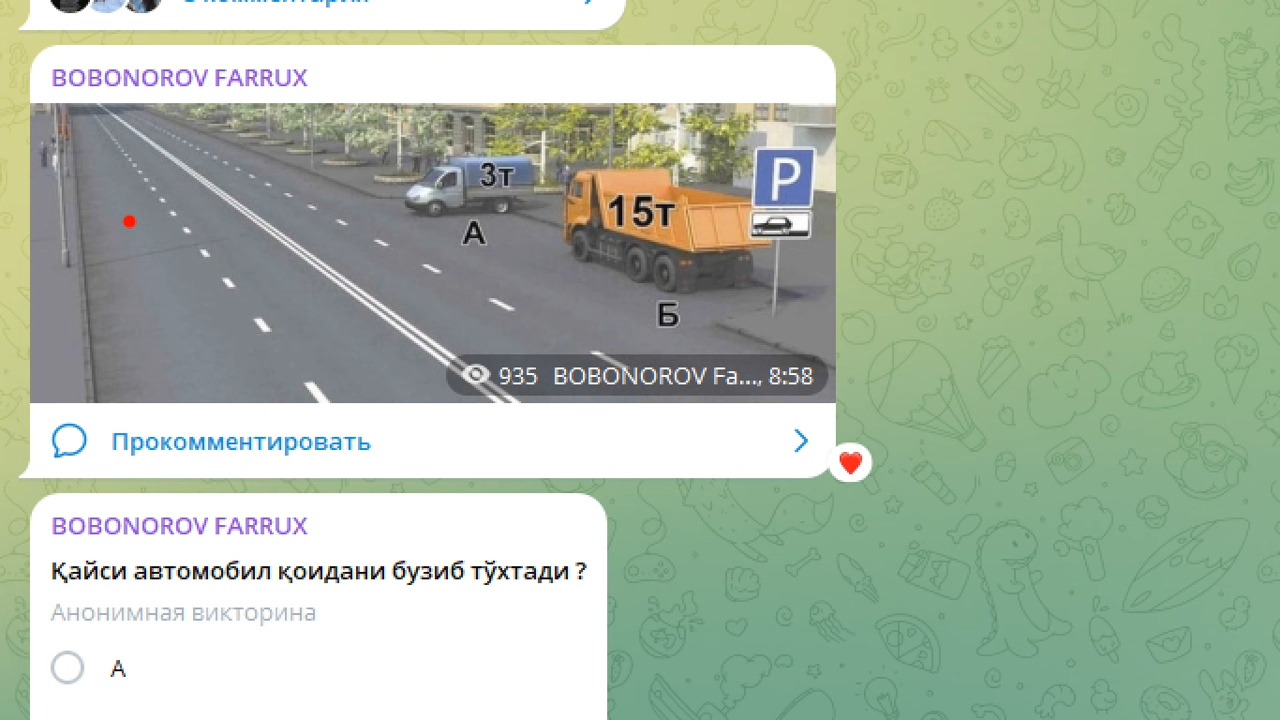 BOBONOROV FARRUX
3т
15т
P
А
Б
935 BOBONOROV Fa..., 8:58
Прокомментировать
BOBONOROV FARRUX
Қайси автомобил қоидани бузиб тўхтади ?
Анонимная викторина
А